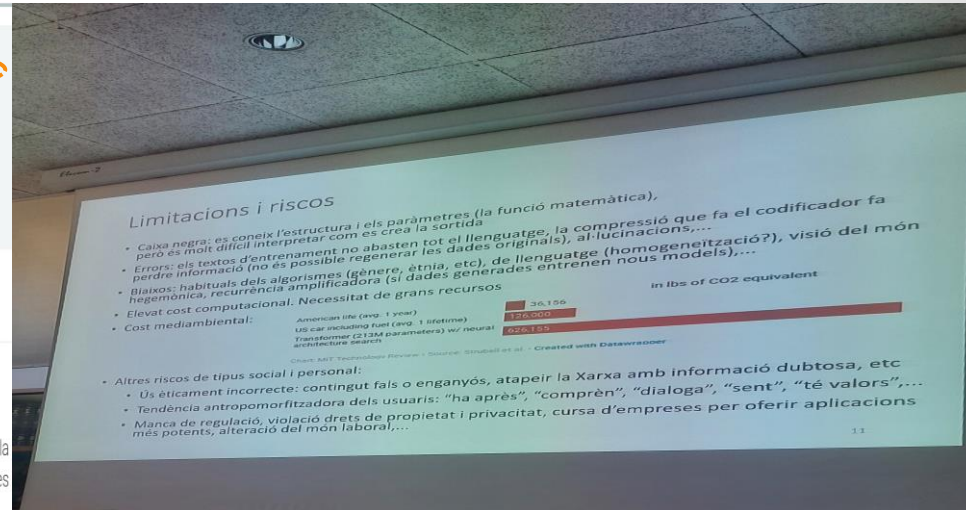 Limitacions i riscos
• Caixa negra: es coneix l'estructura i els paràmetres (la funció matemàtica),
però és molt difícil interpretar com es crea la sortida
• Errors: els textos d'entrenament no abasten tot el llenguatge, la compressió que fa el codificador fa
perdre informació (no és possible regenerar les dades originals), al·lucinacions,...
• Biaixos: habituals dels algorismes (gènere, ètnia, etc), de llenguatge (homogeneïtzació?), visió del món
hegemònica, recurrència amplificadora (si dades generades entrenen nous models),...
• Elevat cost computacional. Necessitat de grans recursos
• Cost mediambiental:
in lbs of CO2 equivalent
American life (avg. 1 year) 36,156
US car including fuel (avg. 1 lifetime) 126,000
Transformer (213M parameters) w/ neural 626,155
architecture search
Chart: MIT Technology Review • Source: Strubell et al. • Created with Datawrapper
• Altres riscos de tipus social i personal:
• Ús èticament incorrecte: contingut fals o enganyós, atapeir la Xarxa amb informació dubtosa, etc
• Tendència antropomorfitzadora dels usuaris: "ha après", "comprèn", "dialoga", "sent", "té valors",...
• Manca de regulació, violació drets de propietat i privacitat, cursa d'empreses per oferir aplicacions
més potents, alteració del món laboral,...
11